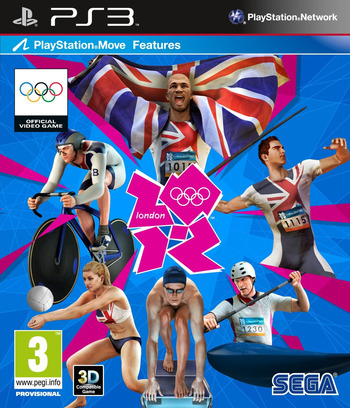 PS3
PlayStation®Network
PlayStation®Move Features
OFFICIAL
VIDEO GAME
1015
london
1115
1230
B
3
www.pegi.info
PROVISIONAL
3D
Compatible
Game
SEGA